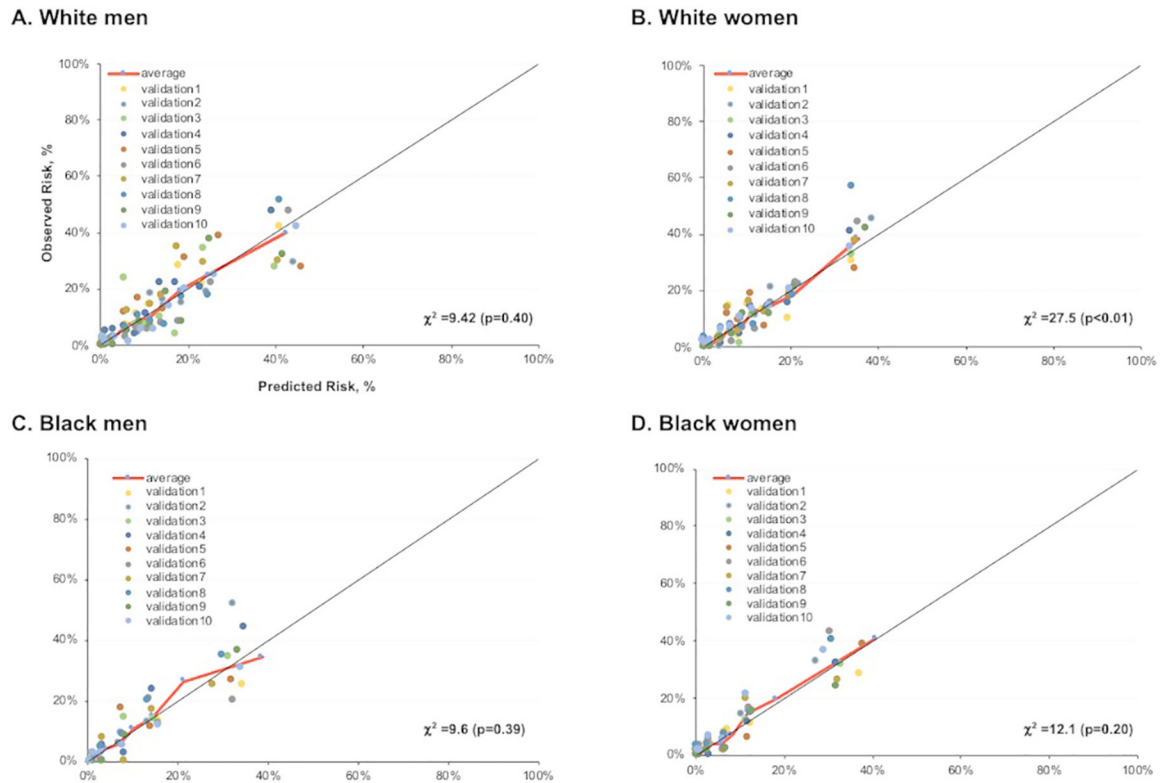 A. White men
100%
80%
60%
40%
20%
0%
Observed Risk, %
average
validation1
validation2
validation3
validation4
validation5
validation6
validation7
validation8
validation9
validation10
χ² =9.42 (p=0.40)
0%
20%
40%
60%
80%
100%
Predicted Risk, %
B. White women
100%
80%
60%
40%
20%
0%
average
validation1
validation2
validation3
validation4
validation5
validation6
validation7
validation8
validation9
validation10
χ² =27.5 (p<0.01)
0%
20%
40%
60%
80%
100%
C. Black men
100%
80%
60%
40%
20%
0%
average
validation1
validation2
validation3
validation4
validation5
validation6
validation7
validation8
validation9
validation10
χ² =9.6 (p=0.39)
0%
20%
40%
60%
80%
100%
D. Black women
100%
80%
60%
40%
20%
0%
average
validation1
validation2
validation3
validation4
validation5
validation6
validation7
validation8
validation9
validation10
χ² =12.1 (p=0.20)
0%
20%
40%
60%
80%
100%